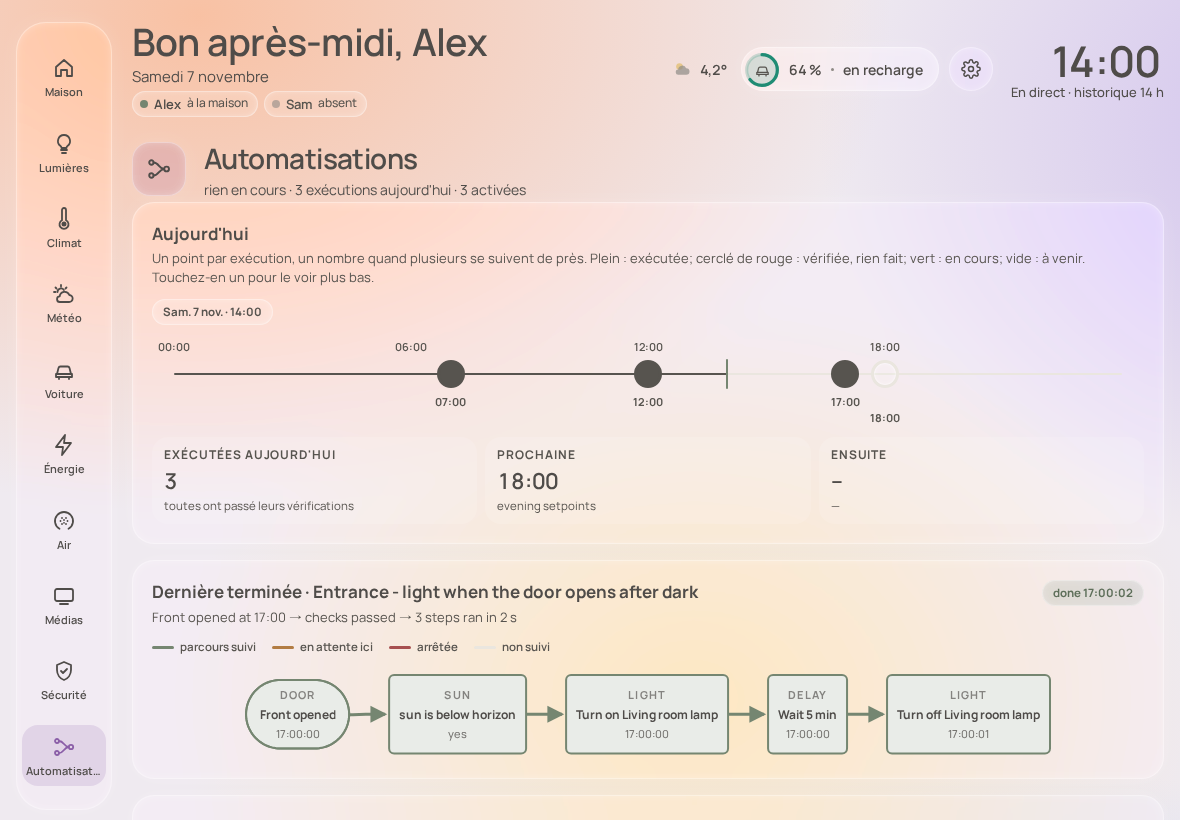 Bon après-midi, Alex
Samedi 7 novembre
Alex à la maison
Sam absent
4,2°
64 % · en recharge
14:00
En direct · historique 14 h
Maison
Lumières
Climat
Météo
Voiture
Énergie
Air
Médias
Sécurité
Automatisat...
Automatisations
rien en cours · 3 exécutions aujourd'hui · 3 activées
Aujourd'hui
Un point par exécution, un nombre quand plusieurs se suivent de près. Plein : exécutée; cerclé de rouge : vérifiée, rien fait; vert : en cours; vide : à venir.
Touchez-en un pour le voir plus bas.
Sam. 7 nov. · 14:00
00:00 06:00 12:00 18:00
07:00 12:00 17:00
18:00
EXÉCUTÉES AUJOURD'HUI
3
toutes ont passé leurs vérifications
PROCHAINE
18:00
evening setpoints
ENSUITE
–
—
Dernière terminée · Entrance - light when the door opens after dark
done 17:00:02
Front opened at 17:00 → checks passed → 3 steps ran in 2 s
parcours suivi
en attente ici
arrêtée
non suivi
DOOR
Front opened
17:00:00
SUN
sun is below horizon
yes
LIGHT
Turn on Living room lamp
17:00:00
DELAY
Wait 5 min
17:00:00
LIGHT
Turn off Living room lamp
17:00:01